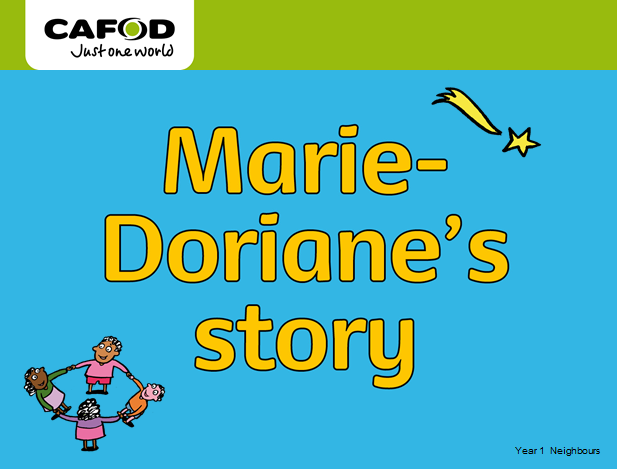 CAFOD
Just one world
Marie-
Doriane's
story
Year 1 Neighbours